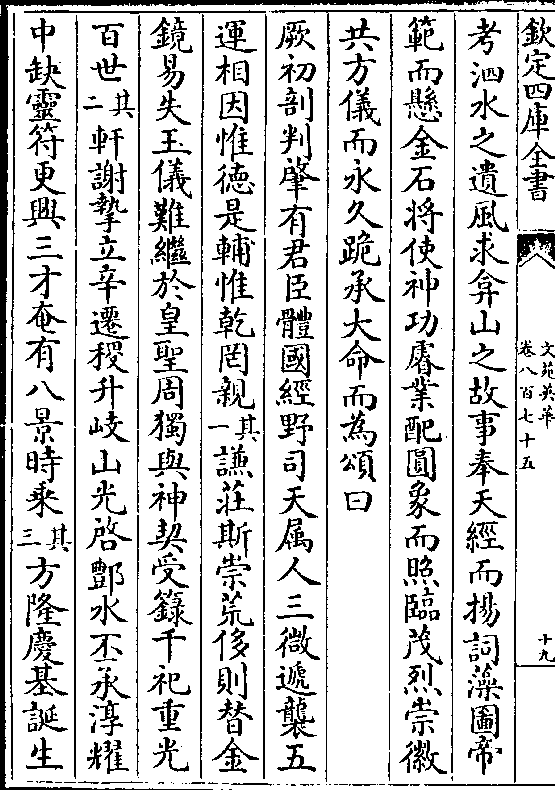 欽定四庫全書
文苑英華
卷八百七十五
十九
考泗水之遺風求弇山之故事奉天經而揚詞藻圖帝
範而懸金石將使神功睿業配圓象而照臨茂烈崇徽
共方儀而永久跪承大命而為頌曰
厥初剖判肇有君臣體國經野司天属人三微遞襲五
運相因惟徳是輔惟乾罔親其一謙莊斯崇荒侈則替金
鏡易失玉儀難繼於皇聖周獨與神契受籙千祀重光
百世其二軒謝摯立辛遷稷升岐山光啓酆水丕承淳耀
中缺靈符更興三才奄有八景時乘其三方隆慶基誕生